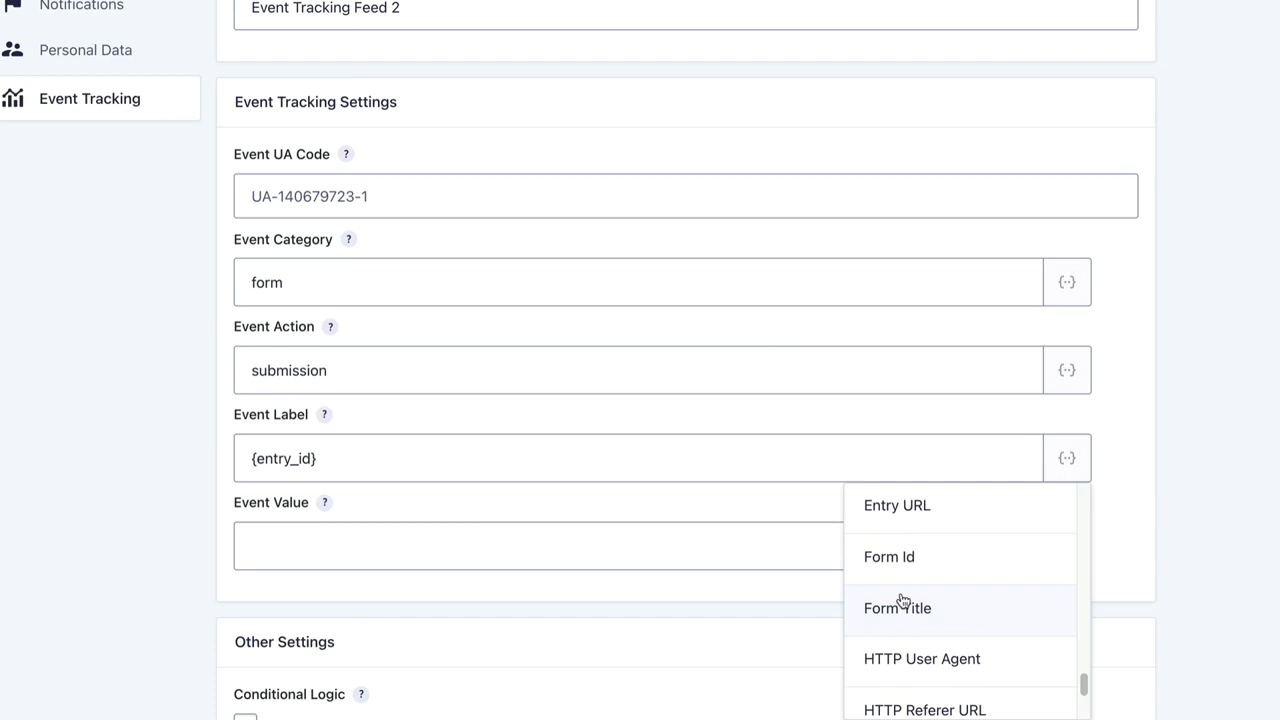 Notifications
Event Tracking Feed 2
Personal Data
Event Tracking
Event Tracking Settings
Event UA Code ?
UA-140679723-1
Event Category ?
form {··}
Event Action ?
submission {··}
Event Label ?
{entry_id} {··}
Event Value ?
Entry URL
Form Id
Form Title
HTTP User Agent
HTTP Referer URL
Other Settings
Conditional Logic ?